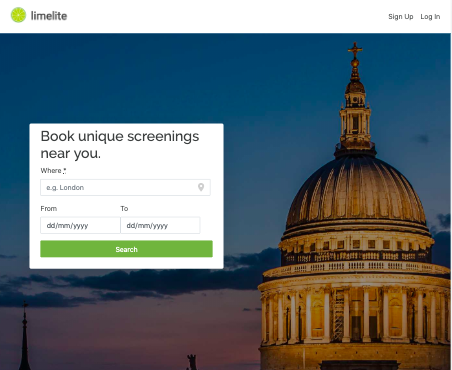 limelite
Sign Up Log In
Book unique screenings
near you.
Where *
e.g. London
From To
dd/mm/yyyy dd/mm/yyyy
Search